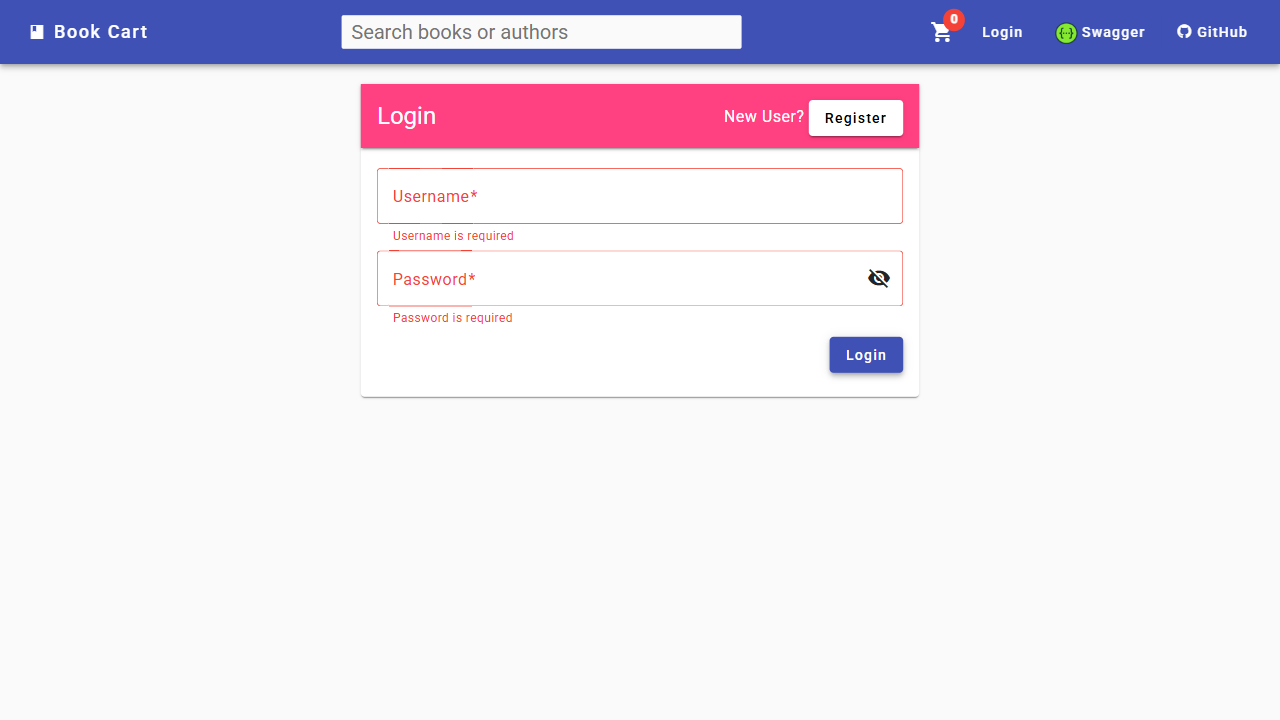 Book Cart
Search books or authors
0
Login
Swagger
GitHub
Login
New User? Register
Username*
Username is required
Password*
Password is required
Login